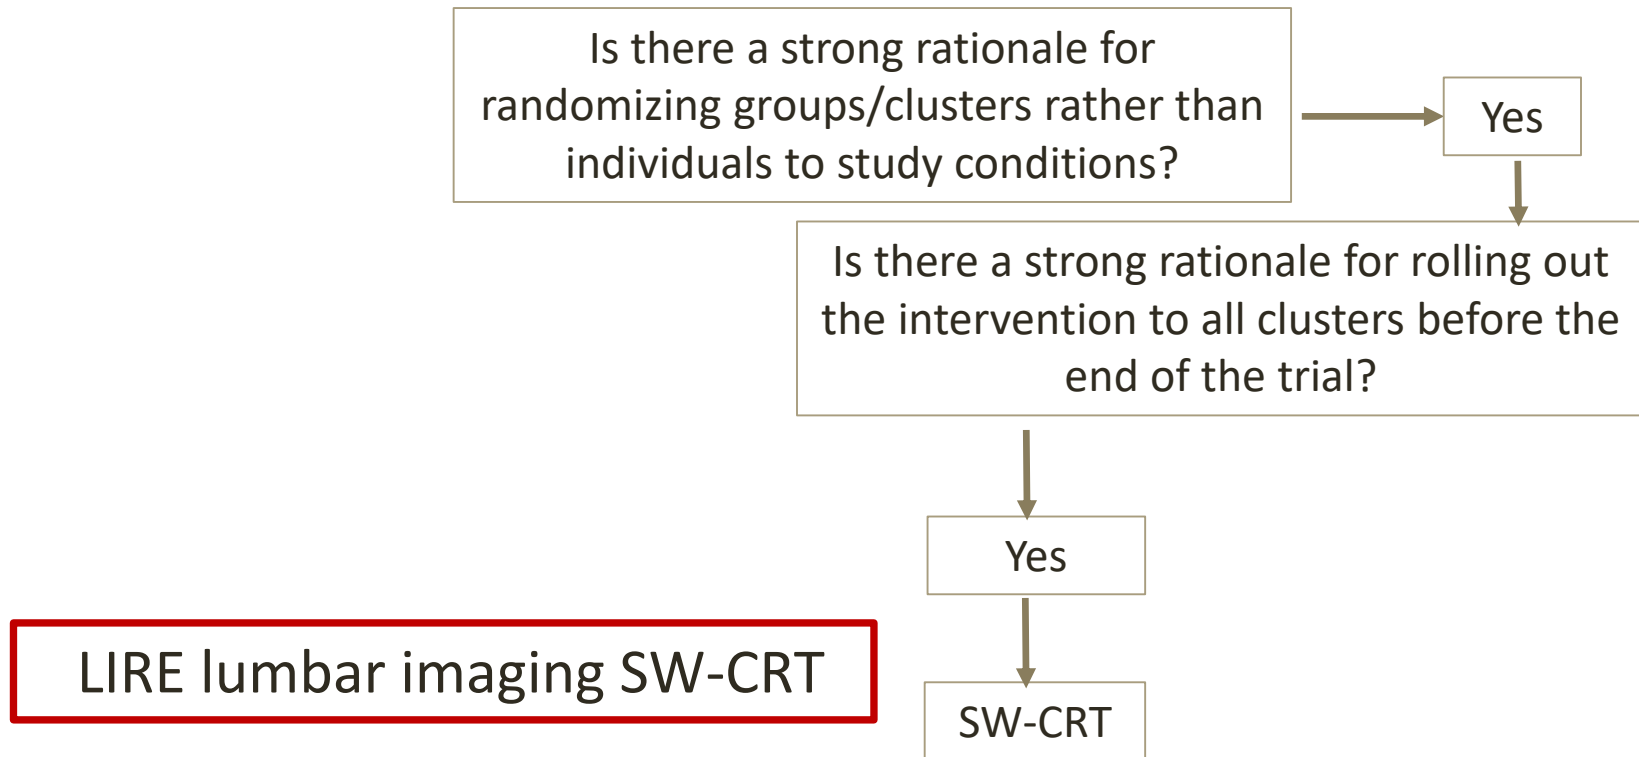 Is there a strong rationale for
randomizing groups/clusters rather than
individuals to study conditions?
Yes
Is there a strong rationale for rolling out
the intervention to all clusters before the
end of the trial?
Yes
LIRE lumbar imaging SW-CRT
SW-CRT